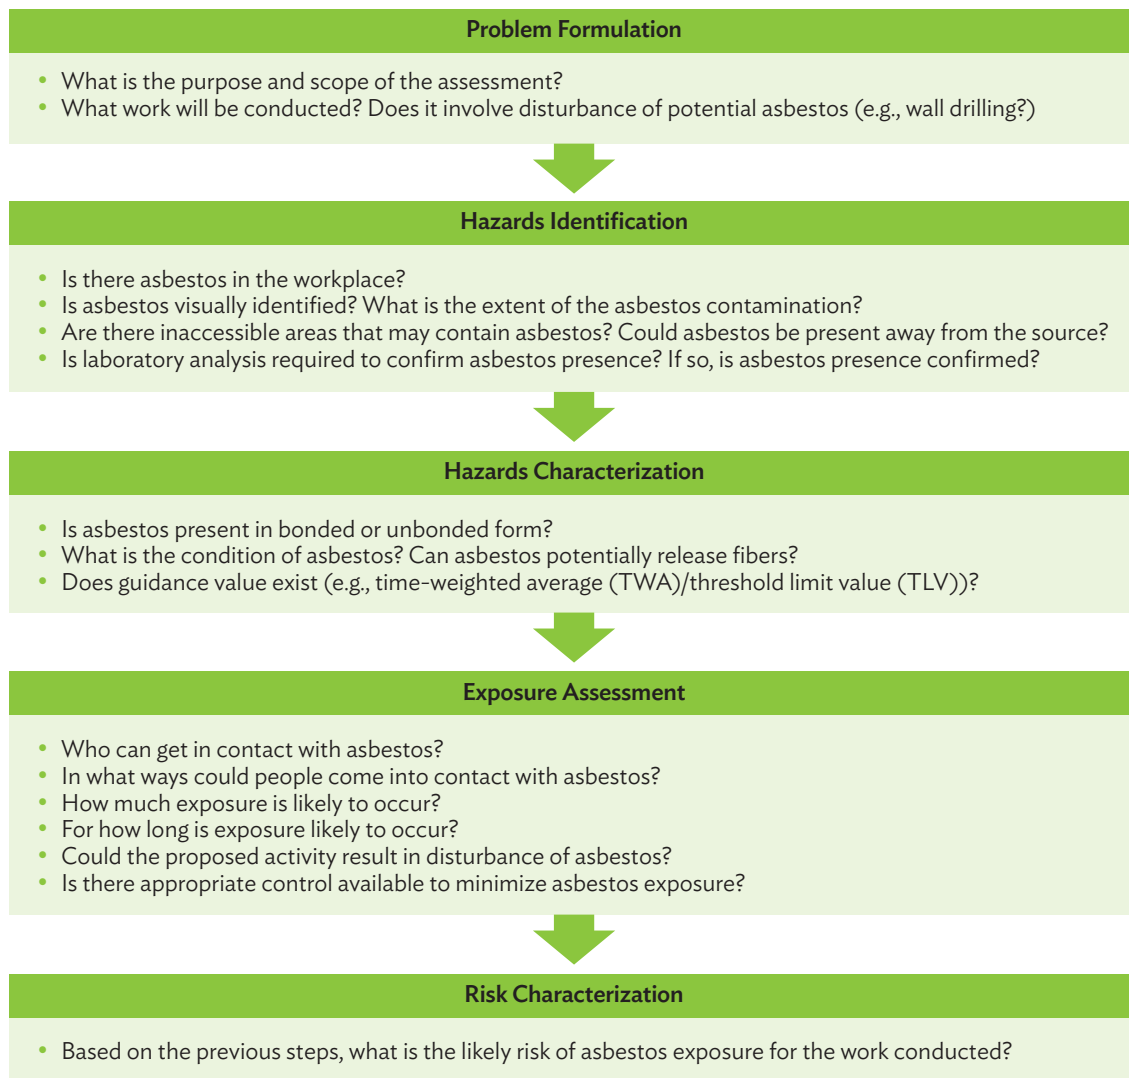 Problem Formulation
• What is the purpose and scope of the assessment?
• What work will be conducted? Does it involve disturbance of potential asbestos (e.g., wall drilling?)
Hazards Identification
• Is there asbestos in the workplace?
• Is asbestos visually identified? What is the extent of the asbestos contamination?
• Are there inaccessible areas that may contain asbestos? Could asbestos be present away from the source?
• Is laboratory analysis required to confirm asbestos presence? If so, is asbestos presence confirmed?
Hazards Characterization
• Is asbestos present in bonded or unbonded form?
• What is the condition of asbestos? Can asbestos potentially release fibers?
• Does guidance value exist (e.g., time-weighted average (TWA)/threshold limit value (TLV))?
Exposure Assessment
• Who can get in contact with asbestos?
• In what ways could people come into contact with asbestos?
• How much exposure is likely to occur?
• For how long is exposure likely to occur?
• Could the proposed activity result in disturbance of asbestos?
• Is there appropriate control available to minimize asbestos exposure?
Risk Characterization
• Based on the previous steps, what is the likely risk of asbestos exposure for the work conducted?